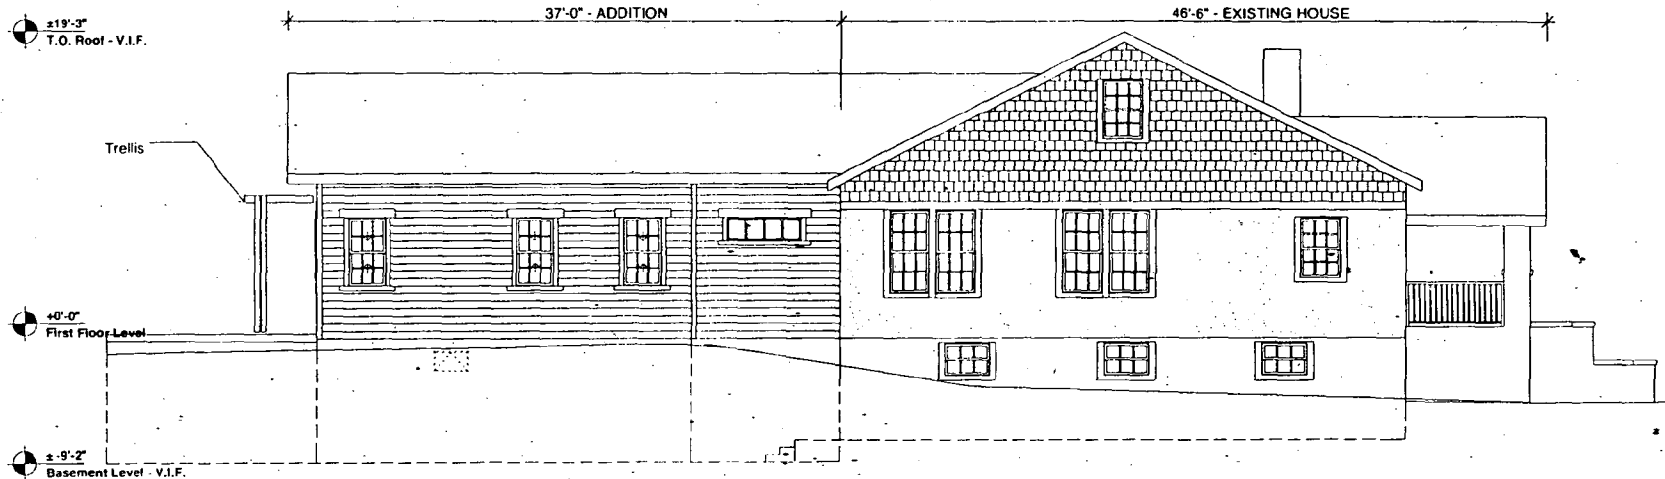 37'-0" - ADDITION
46'-6" - EXISTING HOUSE
±19'-3"
T.O. Roof - V.I.F.
Trellis
+0'-0"
First Floor Level
± -9'-2"
Basement Level - V.I.F.